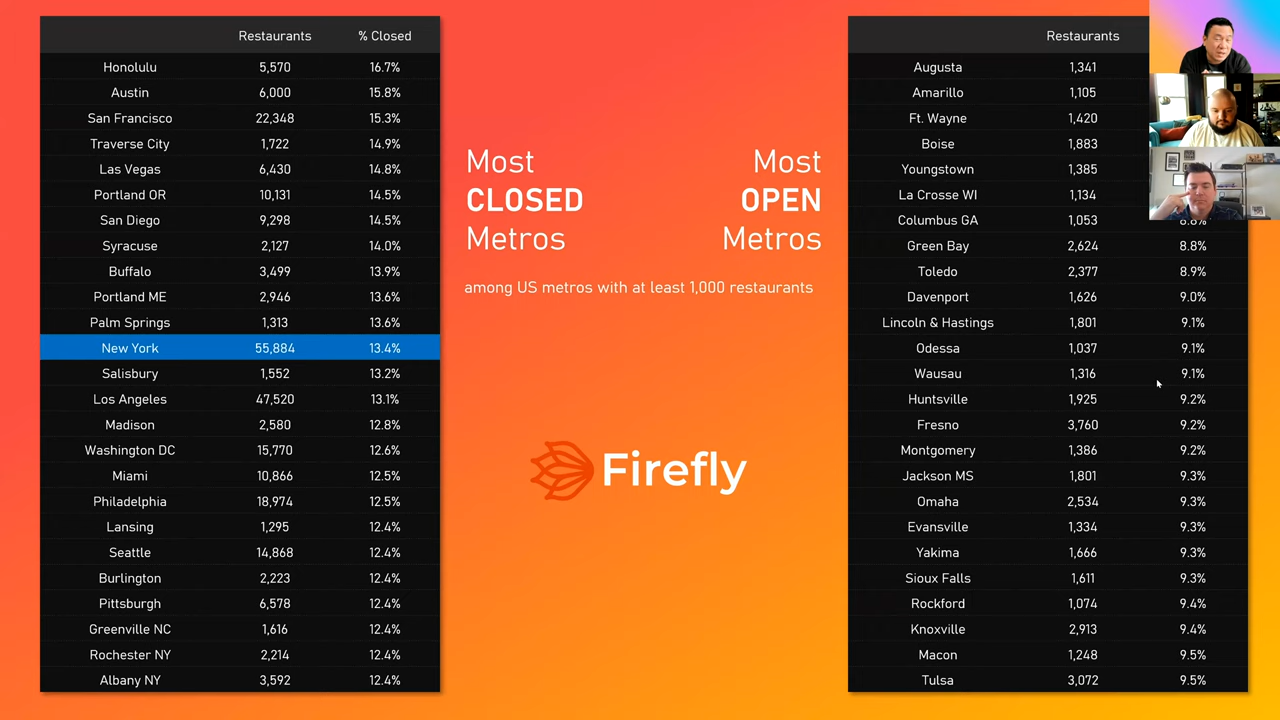 Restaurants % Closed
Honolulu 5,570 16.7%
Austin 6,000 15.8%
San Francisco 22,348 15.3%
Traverse City 1,722 14.9%
Las Vegas 6,430 14.8%
Portland OR 10,131 14.5%
San Diego 9,298 14.5%
Syracuse 2,127 14.0%
Buffalo 3,499 13.9%
Portland ME 2,946 13.6%
Palm Springs 1,313 13.6%
New York 55,884 13.4%
Salisbury 1,552 13.2%
Los Angeles 47,520 13.1%
Madison 2,580 12.8%
Washington DC 15,770 12.6%
Miami 10,866 12.5%
Philadelphia 18,974 12.5%
Lansing 1,295 12.4%
Seattle 14,868 12.4%
Burlington 2,223 12.4%
Pittsburgh 6,578 12.4%
Greenville NC 1,616 12.4%
Rochester NY 2,214 12.4%
Albany NY 3,592 12.4%
Most
CLOSED
Metros
Most
OPEN
Metros
among US metros with at least 1,000 restaurants
Firefly
Restaurants
Augusta 1,341
Amarillo 1,105
Ft. Wayne 1,420
Boise 1,883
Youngstown 1,385
La Crosse WI 1,134
Columbus GA 1,053
Green Bay 2,624 8.8%
Toledo 2,377 8.9%
Davenport 1,626 9.0%
Lincoln & Hastings 1,801 9.1%
Odessa 1,037 9.1%
Wausau 1,316 9.1%
Huntsville 1,925 9.2%
Fresno 3,760 9.2%
Montgomery 1,386 9.2%
Jackson MS 1,801 9.3%
Omaha 2,534 9.3%
Evansville 1,334 9.3%
Yakima 1,666 9.3%
Sioux Falls 1,611 9.3%
Rockford 1,074 9.4%
Knoxville 2,913 9.4%
Macon 1,248 9.5%
Tulsa 3,072 9.5%